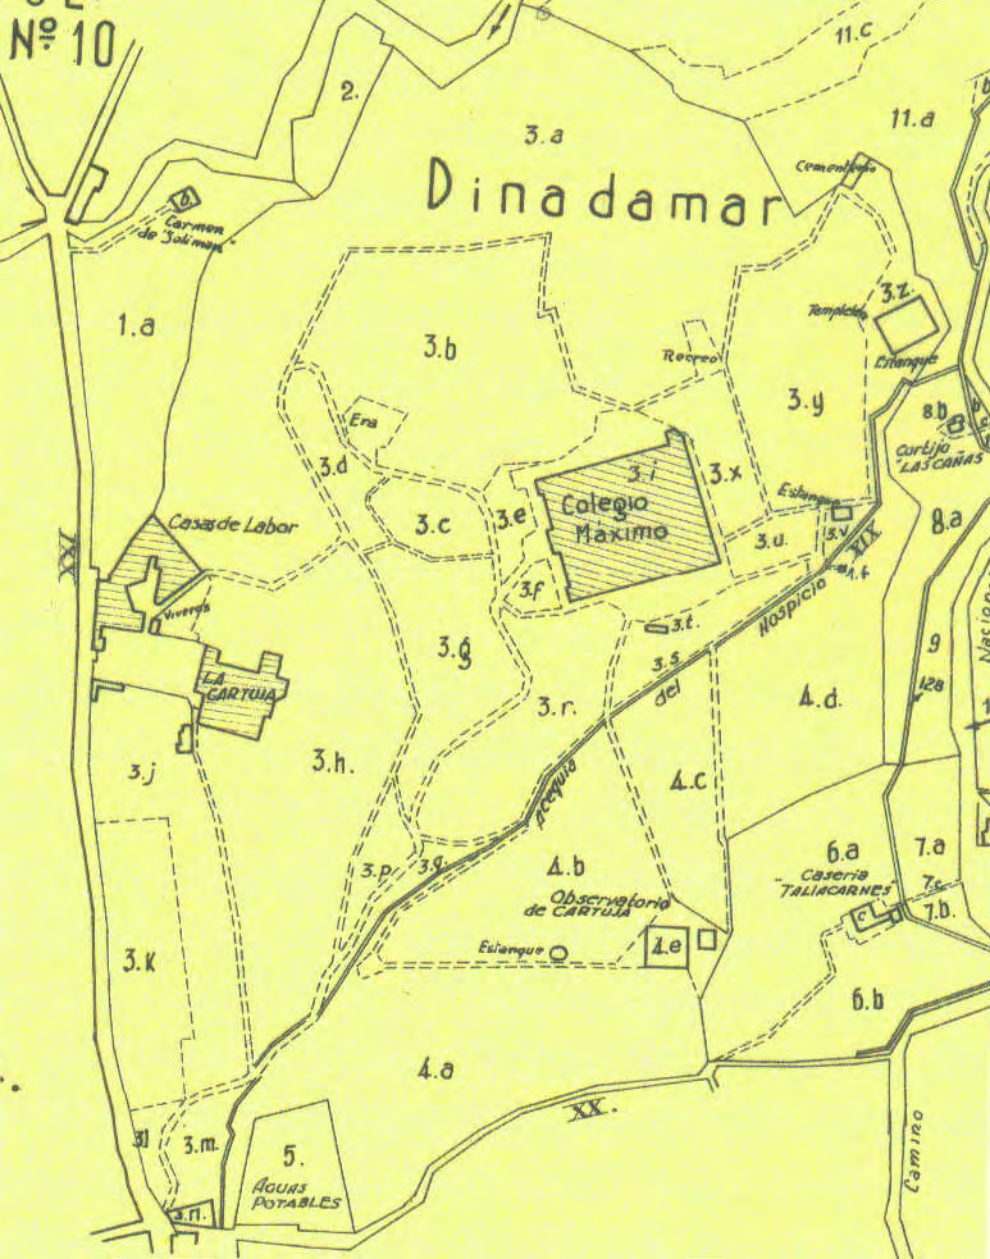 Nº 10
2.
3.a
11.c
11.a
b
Cementerio
Dinadamar
b.
Carmen
de "Soliman"
1.a
3.b
Recreo
Templete
3.z.
Estanque
3.y
8.b
b
c
Cortijo
"LAS CAÑAS"
Era
3.d
3.c
3.e
3.i
Colegio
Máximo
3.x
Estanque
3.u.
3.v
XIX
8.a
XX
Casas de Labor
Viveros
3.f
3.t.
Hospicio
del
Acequia
3.s
9
128
Nacion
LA
CARTUJA
3.g
3.r.
4.d.
3.j
3.h.
4.c
3.p
3.q.
4.b
Observatorio
de CARTUJA
Estanque
4.e
6.a
Caseria
"TALIACARNES"
c
7.a
7.c
7.b.
6.b
3.k
4.a
XX.
3l
3.m.
5.
AGUAS
POTABLES
3.n.
Camino